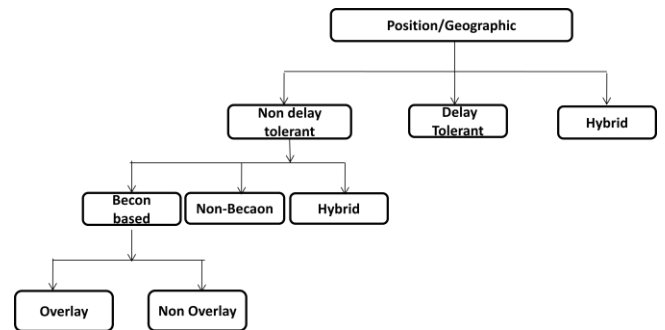 Position/Geographic
Non delay
tolerant
Delay
Tolerant
Hybrid
Becon
based
Non-Becaon
Hybrid
Overlay
Non Overlay